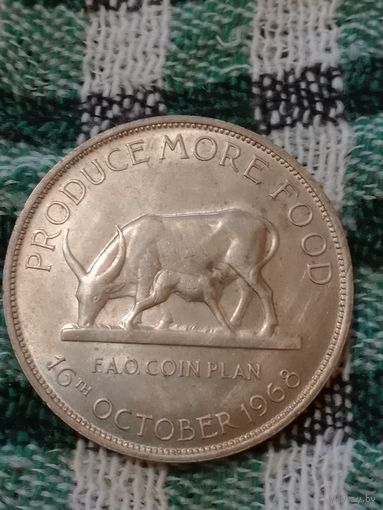 PRODUCE MORE FOOD
F.A.O. COIN PLAN
16TH OCTOBER 1968